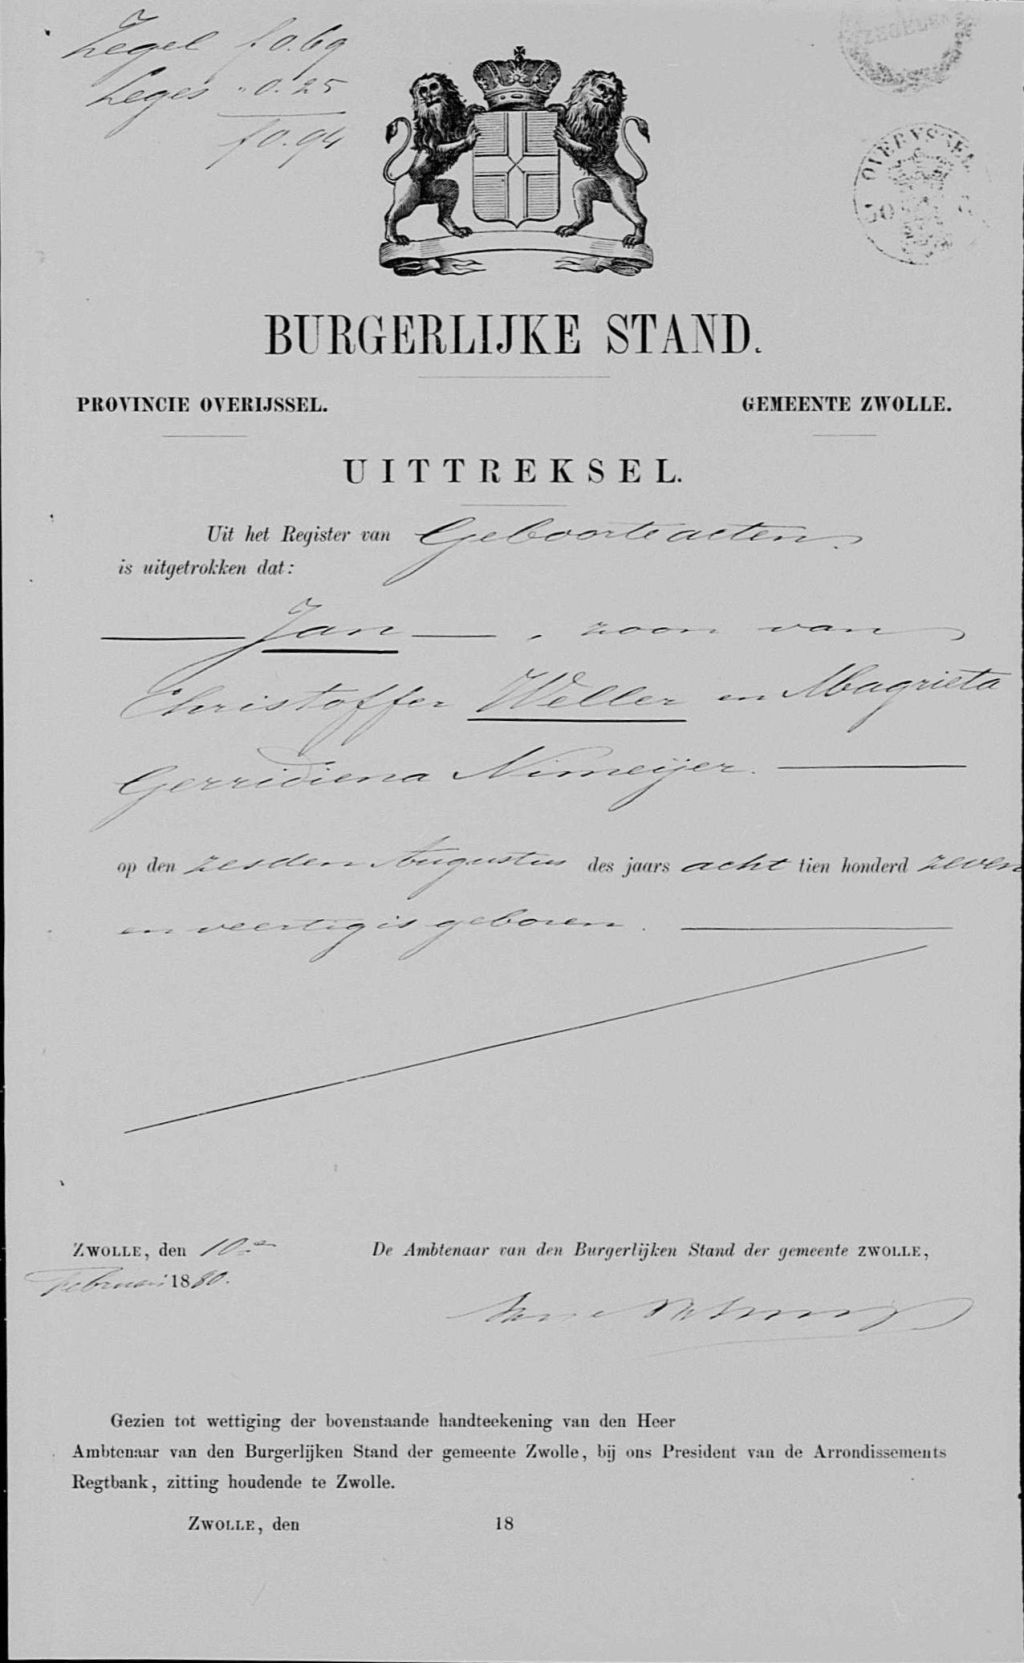 Zegel f 0.69
Leges " 0.25
f 0.94
OVERYSSEL
BURGERLIJKE STAND.
PROVINCIE OVERIJSSEL. GEMEENTE ZWOLLE.
UITTREKSEL.
Uit het Register van Geboorteacten
is uitgetrokken dat:
Jan, zoon van
Christoffer Weller en Magrieta
Gerridiena Nimeijer.
op den zesden Augustus des jaars acht tien honderd zeven
en veertig is geboren.
ZWOLLE, den 10en De Ambtenaar van den Burgerlijken Stand der gemeente ZWOLLE,
Februari 1880.
Gezien tot wettiging der bovenstaande handteekening van den Heer
Ambtenaar van den Burgerlijken Stand der gemeente Zwolle, bij ons President van de Arrondissements
Regtbank, zitting houdende te Zwolle.
ZWOLLE, den 18